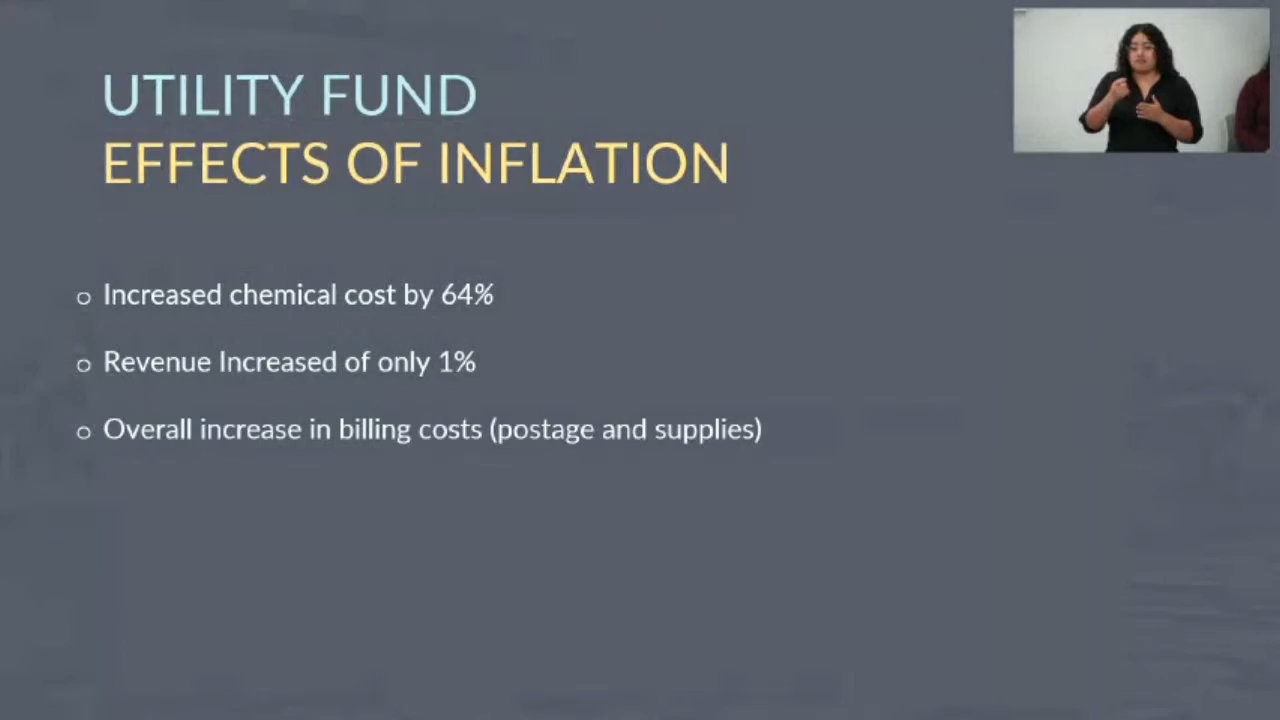 UTILITY FUND
EFFECTS OF INFLATION
Increased chemical cost by 64%
Revenue Increased of only 1%
Overall increase in billing costs (postage and supplies)